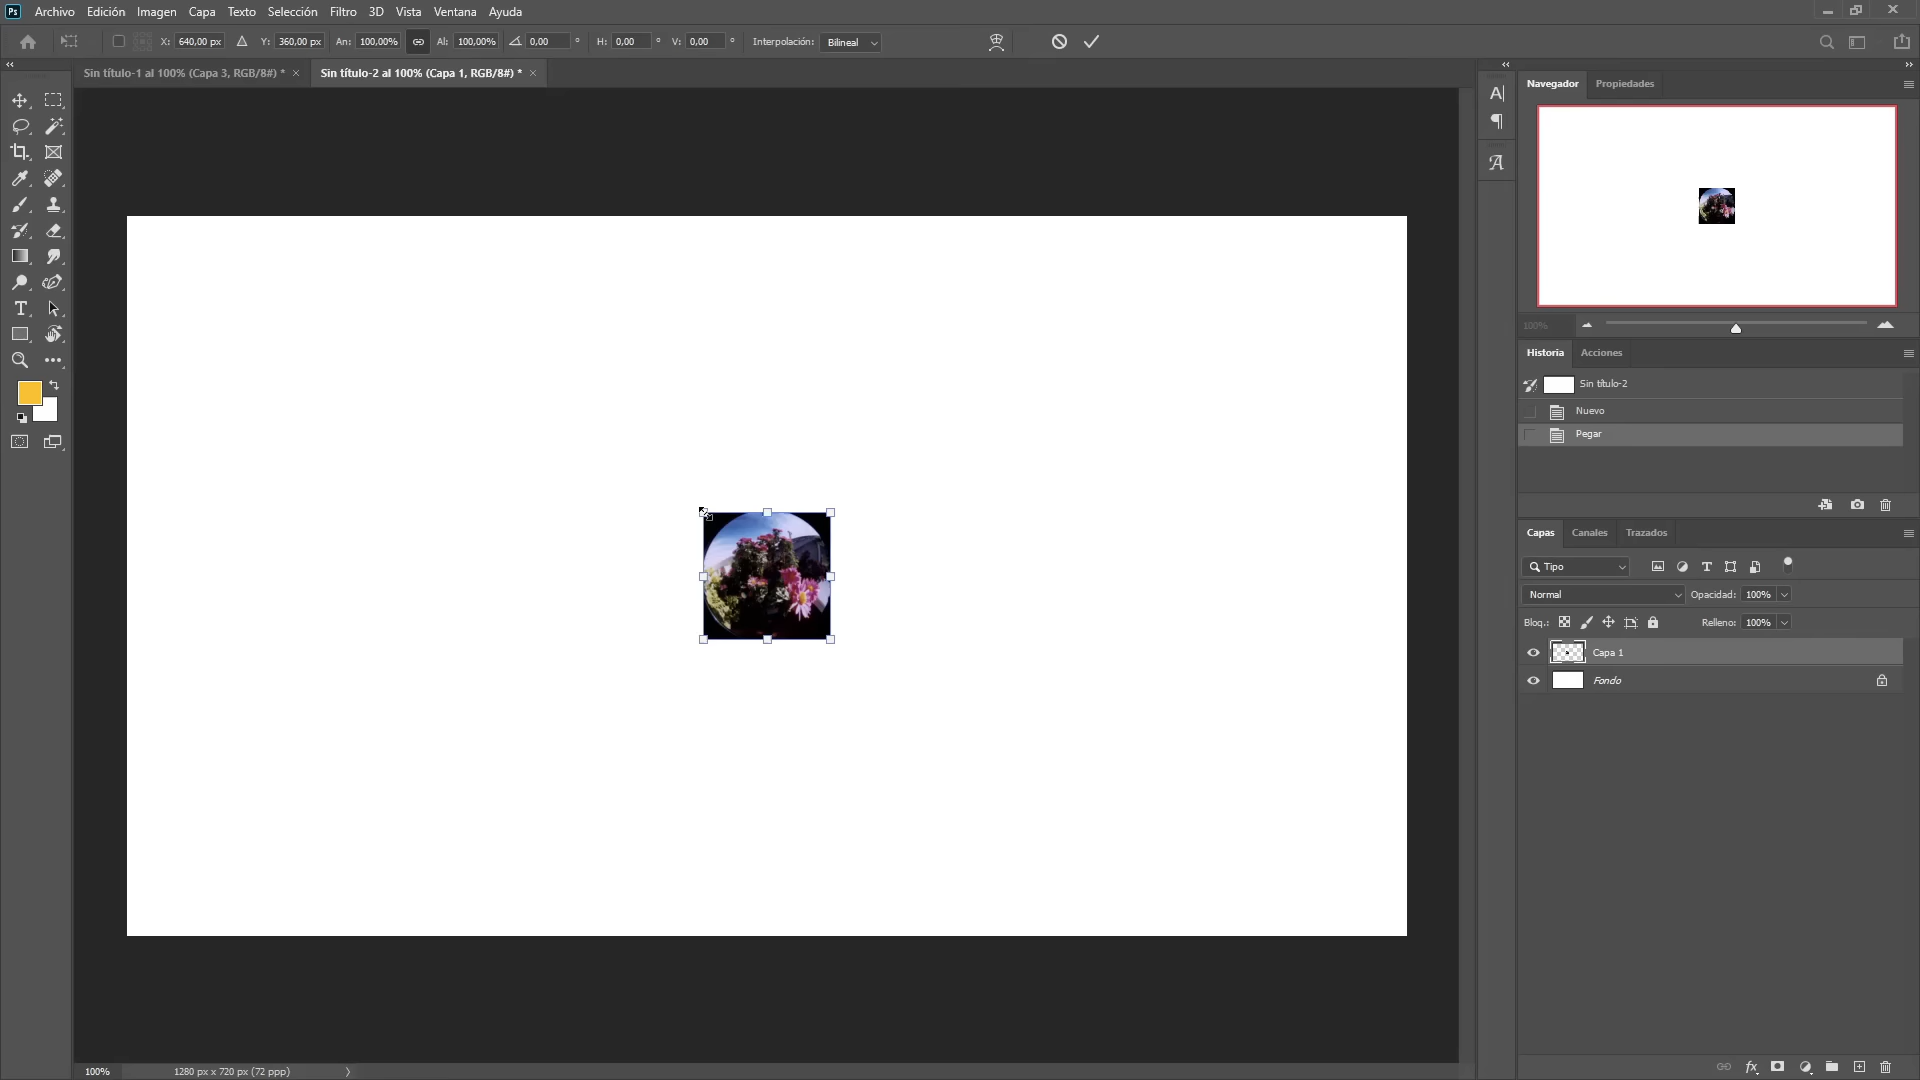 Ps Archivo Edición Imagen Capa Texto Selección Filtro 3D Vista Ventana Ayuda
X: 640,00 px Y: 360,00 px An: 100,00% Al: 100,00% 0,00 ° H: 0,00 ° V: 0,00 ° Interpolación: Bilineal
Sin título-1 al 100% (Capa 3, RGB/8#) * × Sin título-2 al 100% (Capa 1, RGB/8#) * ×
Navegador Propiedades
100%
Historia Acciones
Sin título-2
Nuevo
Pegar
Capas Canales Trazados
Tipo
Normal Opacidad: 100%
Bloq.: Relleno: 100%
Capa 1
Fondo
100% 1280 px x 720 px (72 ppp)